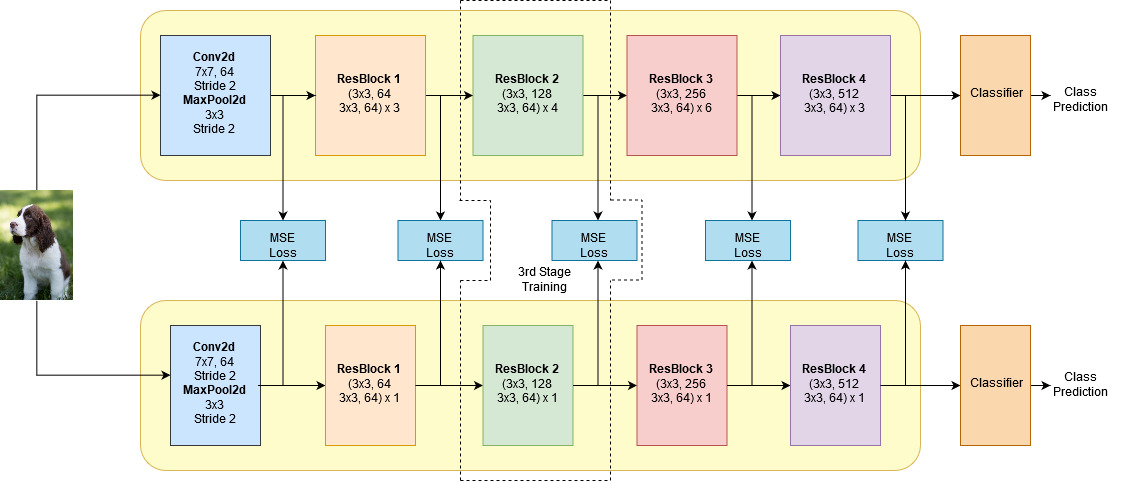 Conv2d
7x7, 64
Stride 2
MaxPool2d
3x3
Stride 2
ResBlock 1
(3x3, 64
3x3, 64) x 3
ResBlock 2
(3x3, 128
3x3, 64) x 4
ResBlock 3
(3x3, 256
3x3, 64) x 6
ResBlock 4
(3x3, 512
3x3, 64) x 3
Classifier
Class
Prediction
MSE
Loss
MSE
Loss
MSE
Loss
MSE
Loss
MSE
Loss
3rd Stage
Training
Conv2d
7x7, 64
Stride 2
MaxPool2d
3x3
Stride 2
ResBlock 1
(3x3, 64
3x3, 64) x 1
ResBlock 2
(3x3, 128
3x3, 64) x 1
ResBlock 3
(3x3, 256
3x3, 64) x 1
ResBlock 4
(3x3, 512
3x3, 64) x 1
Classifier
Class
Prediction